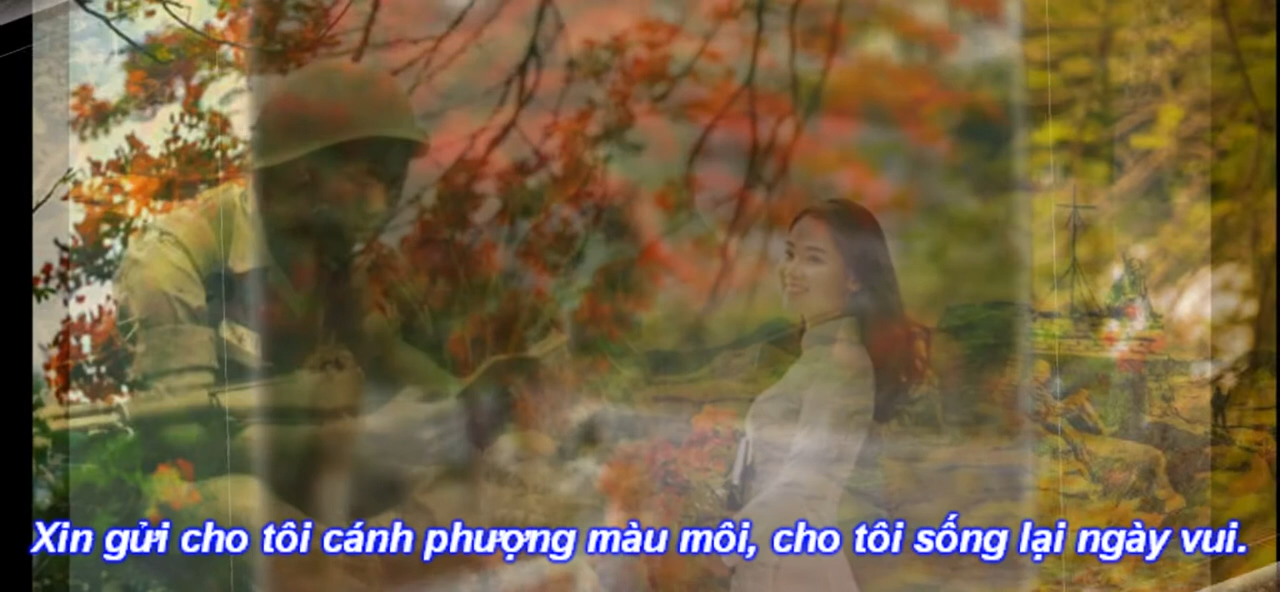 Xin gửi cho tôi cánh phượng màu môi, cho tôi sống lại ngày vui.